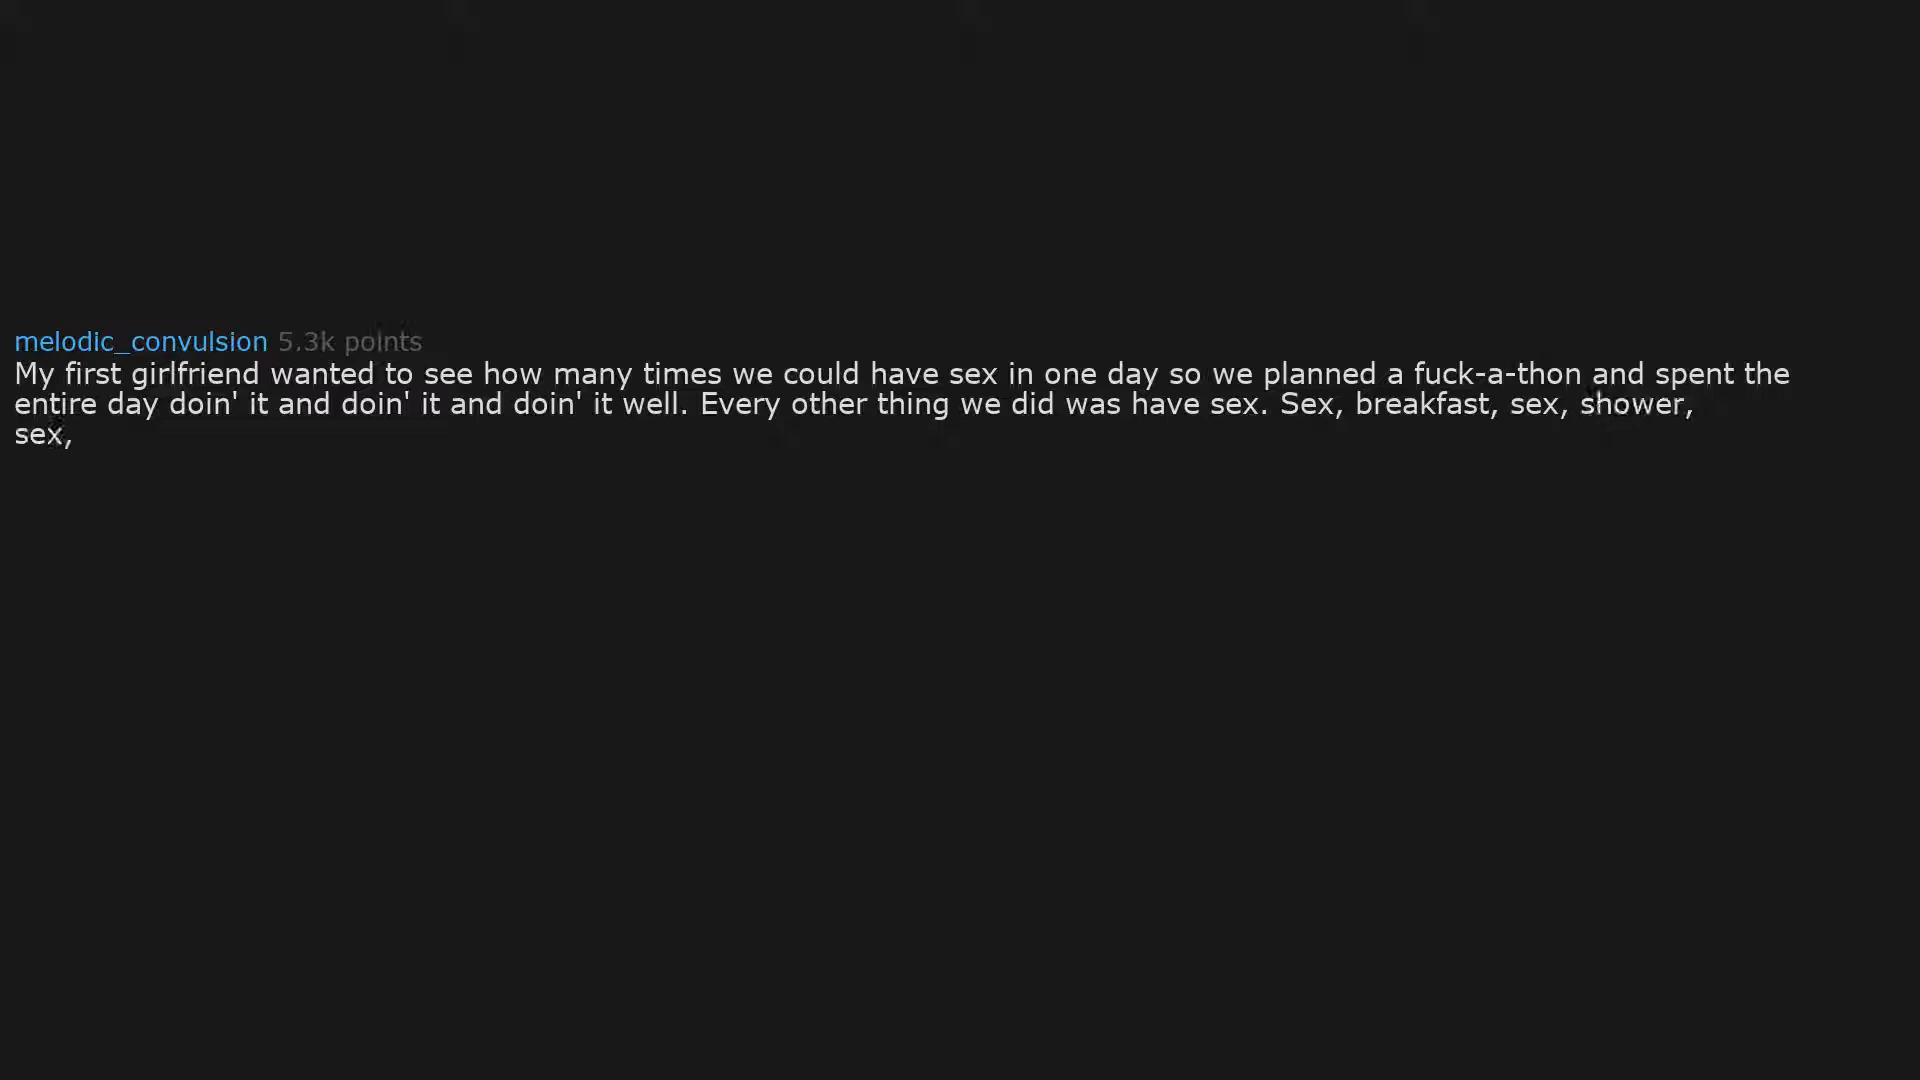 melodic_convulsion 5.3k points
My first girlfriend wanted to see how many times we could have sex in one day so we planned a fuck-a-thon and spent the
entire day doin' it and doin' it and doin' it well. Every other thing we did was have sex. Sex, breakfast, sex, shower,
sex,